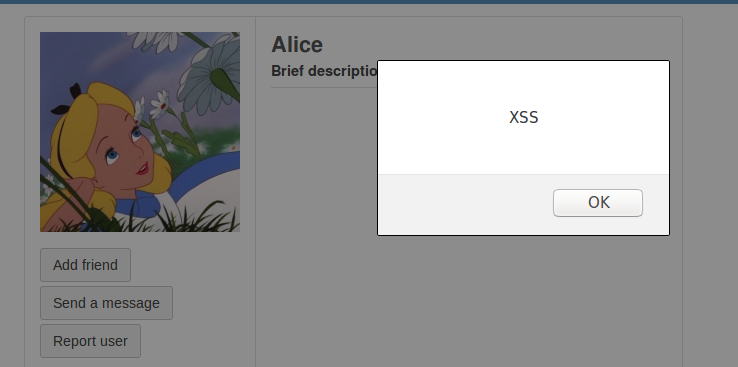 Alice
Brief descriptio
XSS
OK
Add friend
Send a message
Report user